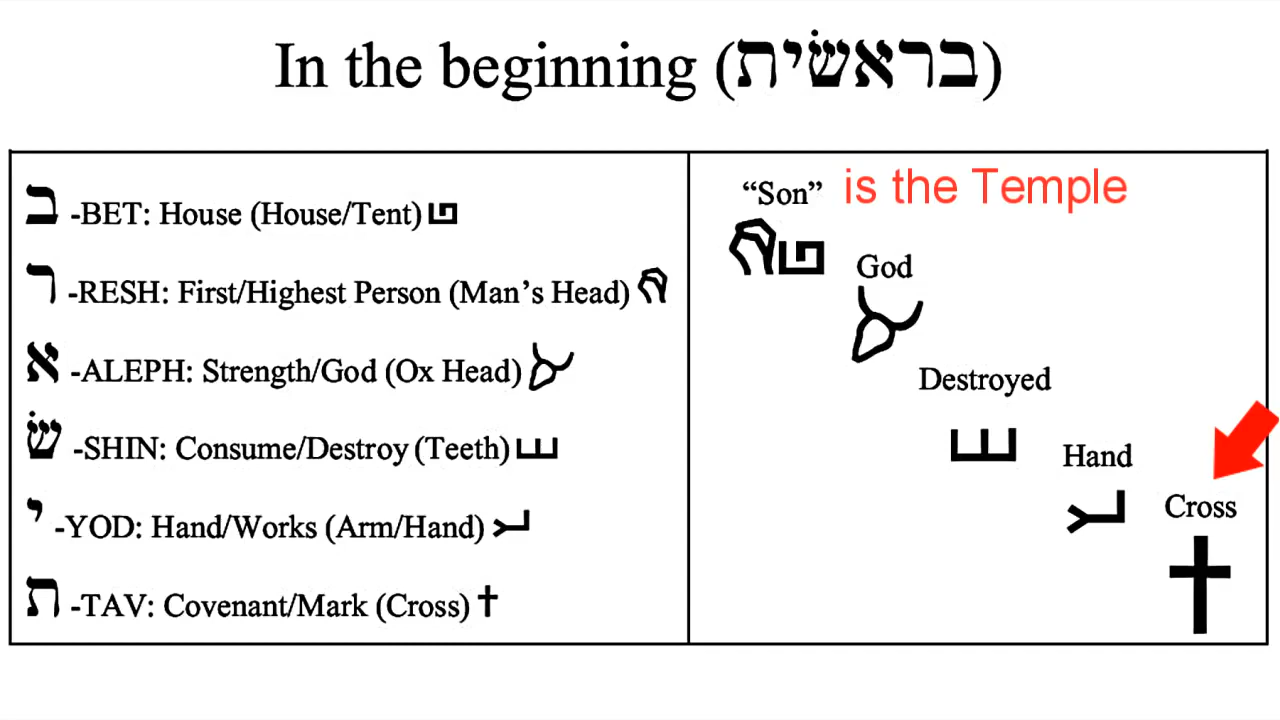 In the beginning (בראשׂית)
ב -BET: House (House/Tent)
ר -RESH: First/Highest Person (Man’s Head)
א -ALEPH: Strength/God (Ox Head)
שׂ -SHIN: Consume/Destroy (Teeth)
י -YOD: Hand/Works (Arm/Hand)
ת -TAV: Covenant/Mark (Cross)
“Son” is the Temple
God
Destroyed
Hand
Cross